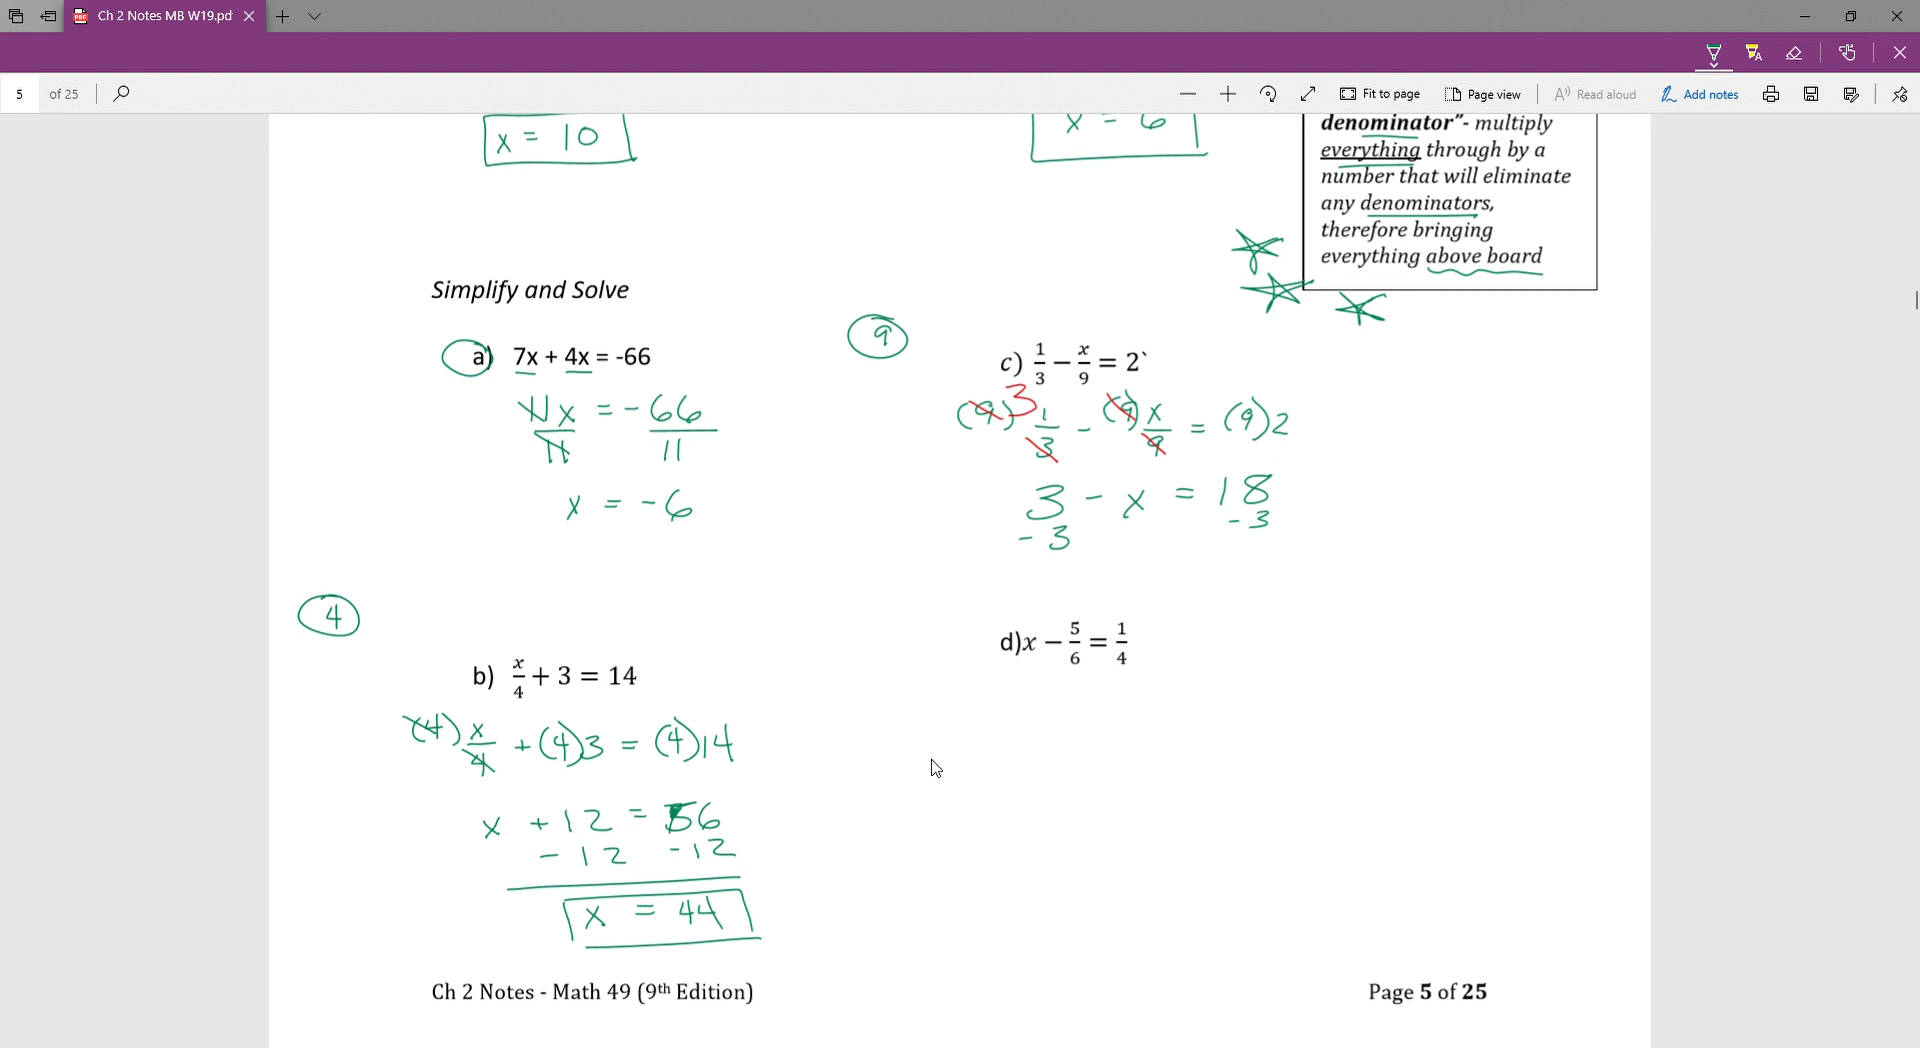 Ch 2 Notes MB W19.pd
5 of 25
Fit to page
Page view
Read aloud
Add notes
x = 10
x = 6
denominator"- multiply
everything through by a
number that will eliminate
any denominators,
therefore bringing
everything above board
Simplify and Solve
a) 7x + 4x = -66
11x = -66
11 11
x = -6
9
c) 1/3 − x/9 = 2`
(9) 3 1/3 - (9) x/9 = (9)2
3 - x = 18
-3 -3
4
b) x/4 + 3 = 14
(4) x/4 + (4)3 = (4)14
x + 12 = 56
- 12 -12
x = 44
d)x − 5/6 = 1/4
Ch 2 Notes - Math 49 (9th Edition)
Page 5 of 25